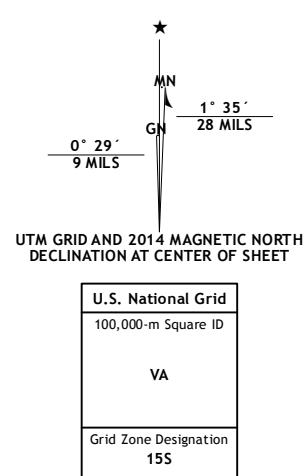 ★
MN
1° 35´
28 MILS
GN
0° 29´
9 MILS
UTM GRID AND 2014 MAGNETIC NORTH
DECLINATION AT CENTER OF SHEET
U.S. National Grid
100,000-m Square ID
VA
Grid Zone Designation
15S